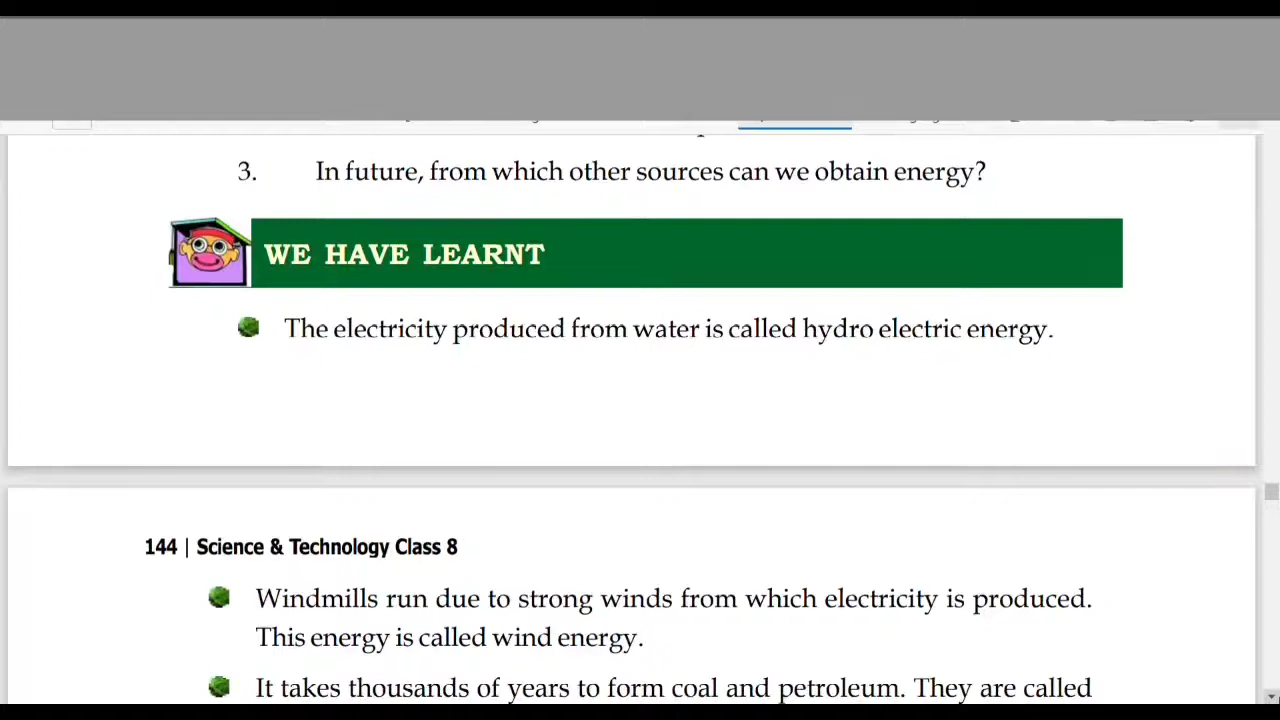 3. In future, from which other sources can we obtain energy?
WE HAVE LEARNT
The electricity produced from water is called hydro electric energy.
144 | Science & Technology Class 8
Windmills run due to strong winds from which electricity is produced.
This energy is called wind energy.
It takes thousands of years to form coal and petroleum. They are called